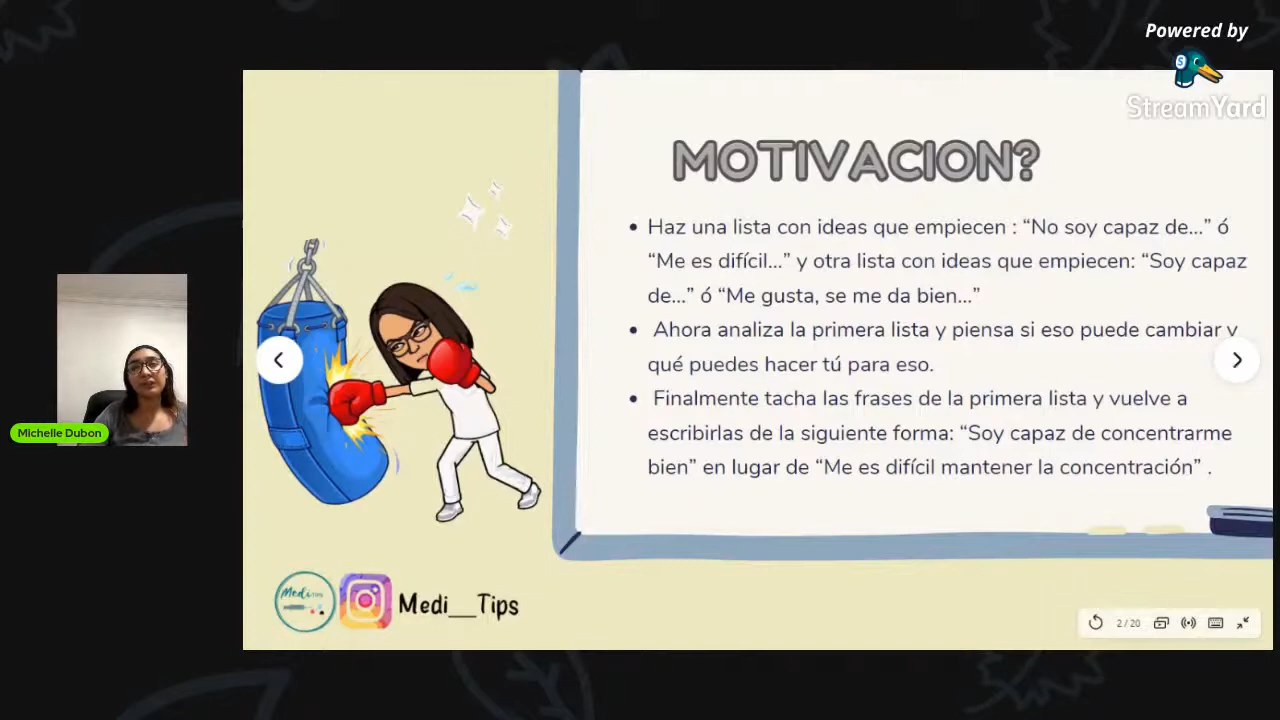 Powered by
StreamYard
MOTIVACION?
• Haz una lista con ideas que empiecen : “No soy capaz de...” ó
“Me es difícil...” y otra lista con ideas que empiecen: “Soy capaz
de...” ó “Me gusta, se me da bien...”
• Ahora analiza la primera lista y piensa si eso puede cambiar y
qué puedes hacer tú para eso.
• Finalmente tacha las frases de la primera lista y vuelve a
escribirlas de la siguiente forma: “Soy capaz de concentrarme
bien” en lugar de “Me es difícil mantener la concentración” .
Michelle Dubon
Medi TIPS
Medi__Tips
2 / 20